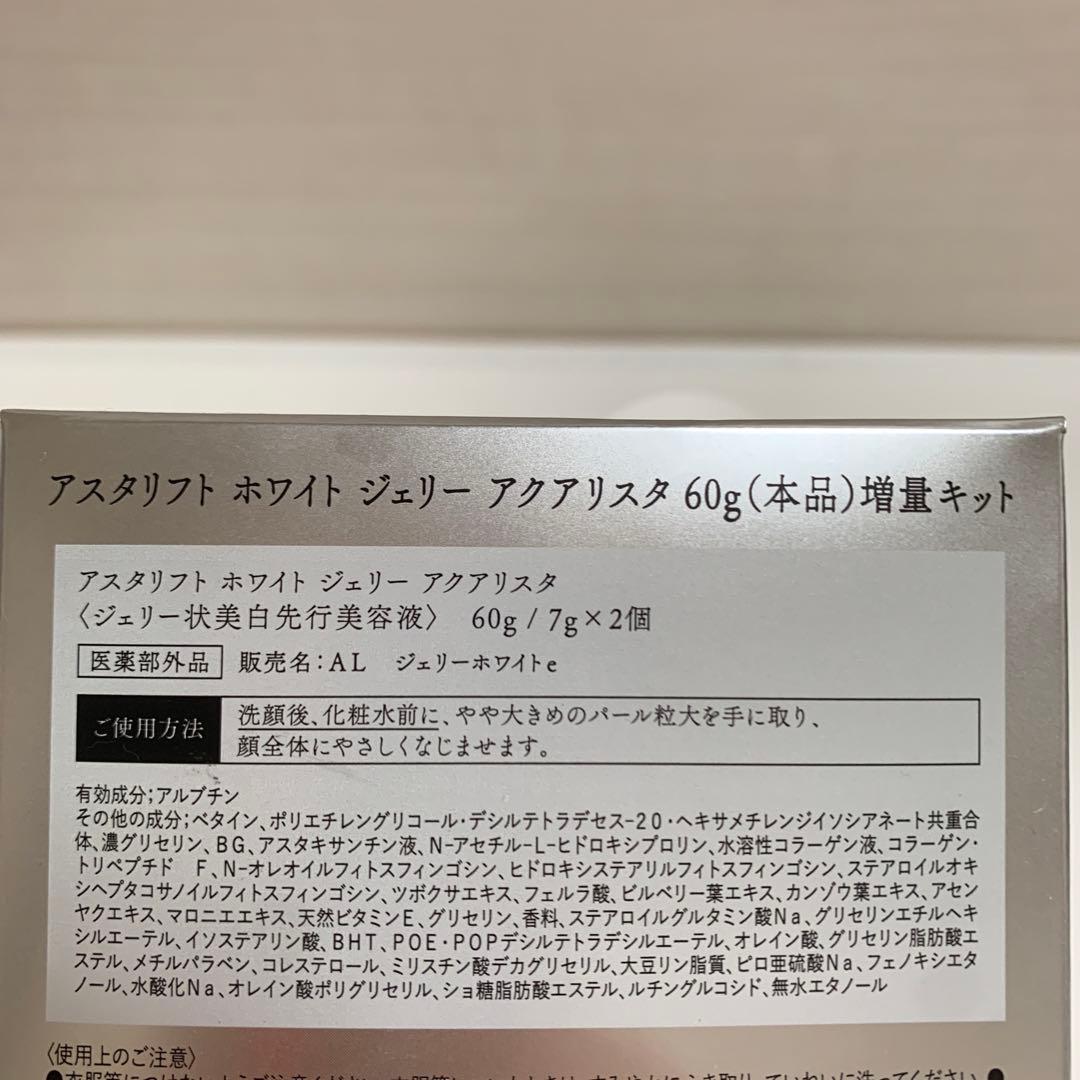 アスタリフト ホワイト ジェリー アクアリスタ 60g(本品)増量キット
アスタリフト ホワイト ジェリー アクアリスタ
〈ジェリー状美白先行美容液〉 60g / 7g×2個
医薬部外品 販売名:AL ジェリーホワイトe
ご使用方法 洗顔後、化粧水前に、やや大きめのパール粒大を手に取り、
顔全体にやさしくなじませます。
有効成分;アルブチン
その他の成分;ベタイン、ポリエチレングリコール・デシルテトラデセス-20・ヘキサメチレンジイソシアネート共重合
体、濃グリセリン、BG、アスタキサンチン液、N-アセチル-L-ヒドロキシプロリン、水溶性コラーゲン液、コラーゲン・
トリペプチド F、N-オレオイルフィトスフィンゴシン、ヒドロキシステアリルフィトスフィンゴシン、ステアロイルオキ
シヘプタコサノイルフィトスフィンゴシン、ツボクサエキス、フェルラ酸、ビルベリー葉エキス、カンゾウ葉エキス、アセン
ヤクエキス、マロニエエキス、天然ビタミンE、グリセリン、香料、ステアロイルグルタミン酸Na、グリセリンエチルヘキ
シルエーテル、イソステアリン酸、BHT、POE・POPデシルテトラデシルエーテル、オレイン酸、グリセリン脂肪酸エ
ステル、メチルパラベン、コレステロール、ミリスチン酸デカグリセリル、大豆リン脂質、ピロ亜硫酸Na、フェノキシエタ
ノール、水酸化Na、オレイン酸ポリグリセリル、ショ糖脂肪酸エステル、ルチングルコシド、無水エタノール
〈使用上のご注意〉